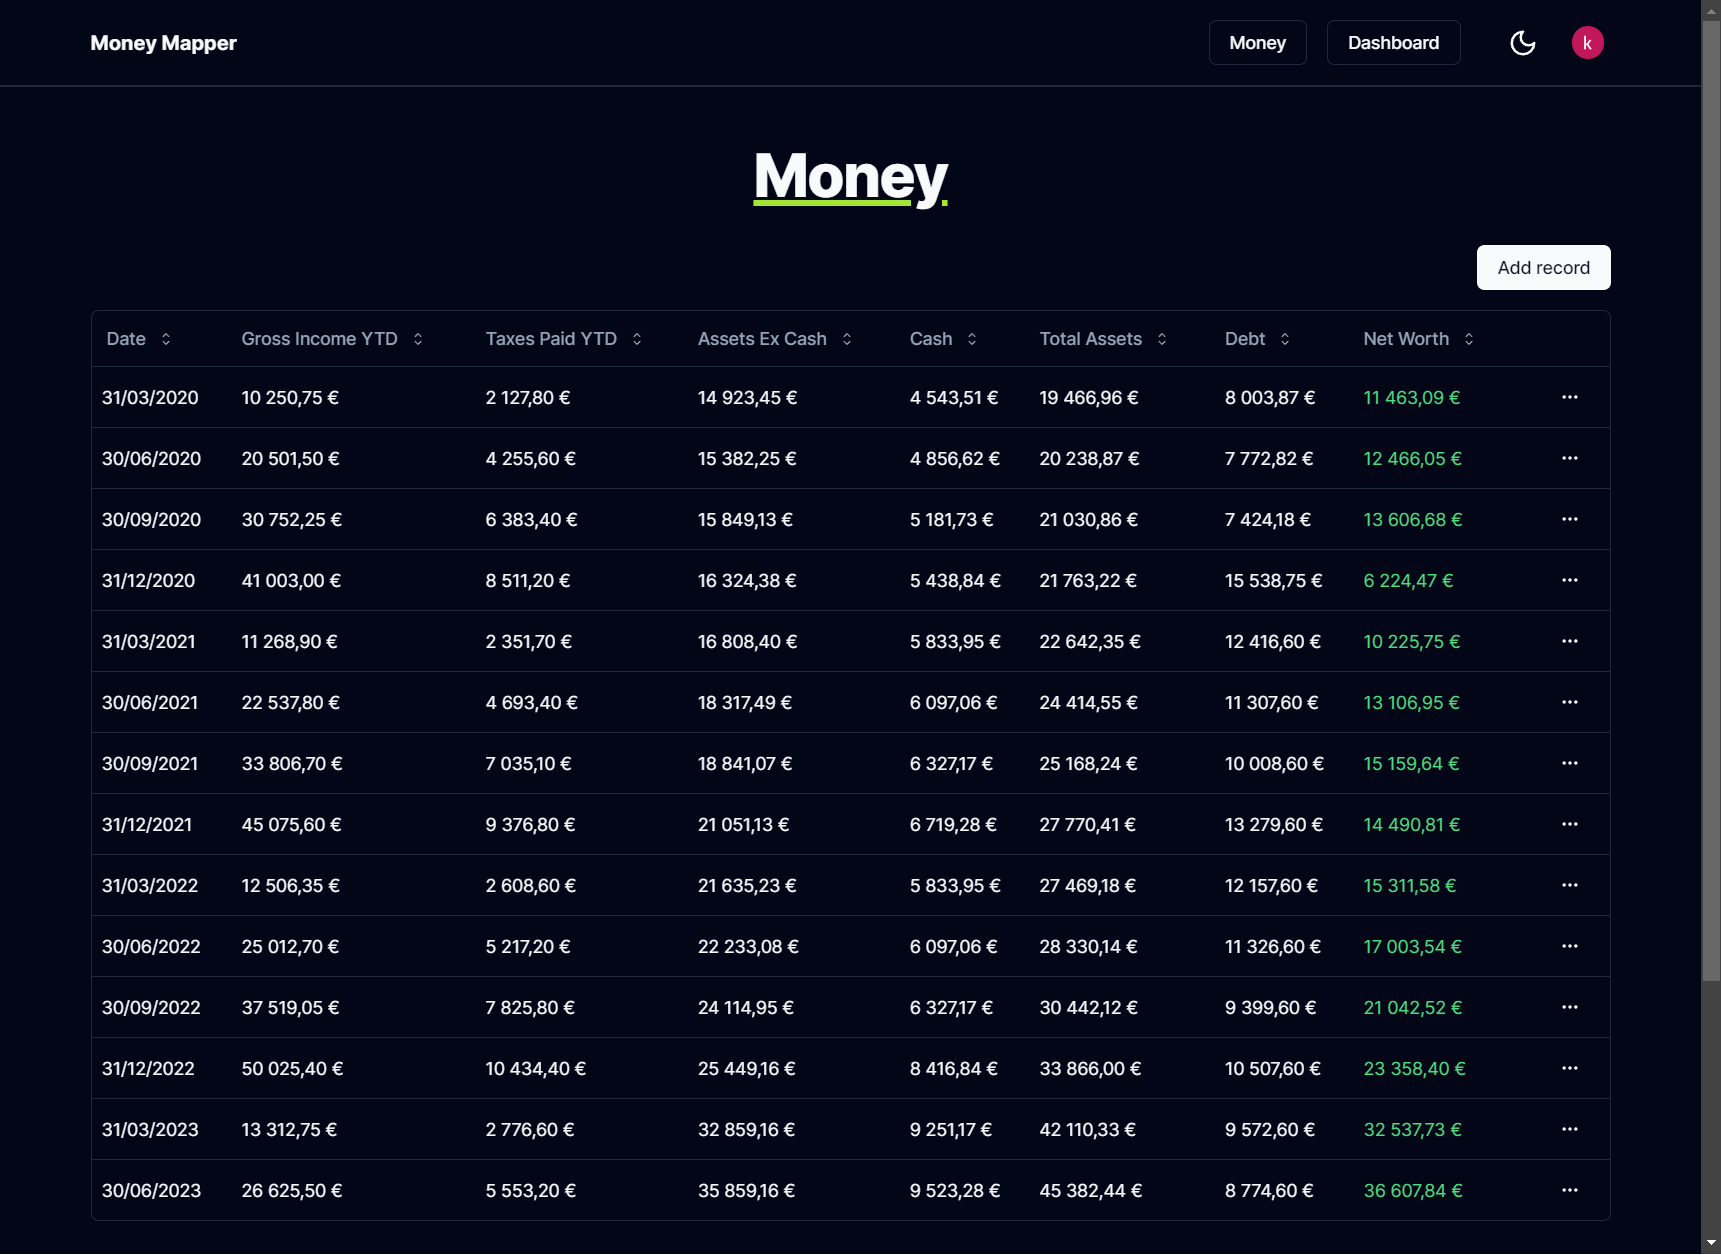 Money Mapper Money Dashboard k
Money
Add record
Date Gross Income YTD Taxes Paid YTD Assets Ex Cash Cash Total Assets Debt Net Worth
31/03/2020 10 250,75 € 2 127,80 € 14 923,45 € 4 543,51 € 19 466,96 € 8 003,87 € 11 463,09 €
30/06/2020 20 501,50 € 4 255,60 € 15 382,25 € 4 856,62 € 20 238,87 € 7 772,82 € 12 466,05 €
30/09/2020 30 752,25 € 6 383,40 € 15 849,13 € 5 181,73 € 21 030,86 € 7 424,18 € 13 606,68 €
31/12/2020 41 003,00 € 8 511,20 € 16 324,38 € 5 438,84 € 21 763,22 € 15 538,75 € 6 224,47 €
31/03/2021 11 268,90 € 2 351,70 € 16 808,40 € 5 833,95 € 22 642,35 € 12 416,60 € 10 225,75 €
30/06/2021 22 537,80 € 4 693,40 € 18 317,49 € 6 097,06 € 24 414,55 € 11 307,60 € 13 106,95 €
30/09/2021 33 806,70 € 7 035,10 € 18 841,07 € 6 327,17 € 25 168,24 € 10 008,60 € 15 159,64 €
31/12/2021 45 075,60 € 9 376,80 € 21 051,13 € 6 719,28 € 27 770,41 € 13 279,60 € 14 490,81 €
31/03/2022 12 506,35 € 2 608,60 € 21 635,23 € 5 833,95 € 27 469,18 € 12 157,60 € 15 311,58 €
30/06/2022 25 012,70 € 5 217,20 € 22 233,08 € 6 097,06 € 28 330,14 € 11 326,60 € 17 003,54 €
30/09/2022 37 519,05 € 7 825,80 € 24 114,95 € 6 327,17 € 30 442,12 € 9 399,60 € 21 042,52 €
31/12/2022 50 025,40 € 10 434,40 € 25 449,16 € 8 416,84 € 33 866,00 € 10 507,60 € 23 358,40 €
31/03/2023 13 312,75 € 2 776,60 € 32 859,16 € 9 251,17 € 42 110,33 € 9 572,60 € 32 537,73 €
30/06/2023 26 625,50 € 5 553,20 € 35 859,16 € 9 523,28 € 45 382,44 € 8 774,60 € 36 607,84 €